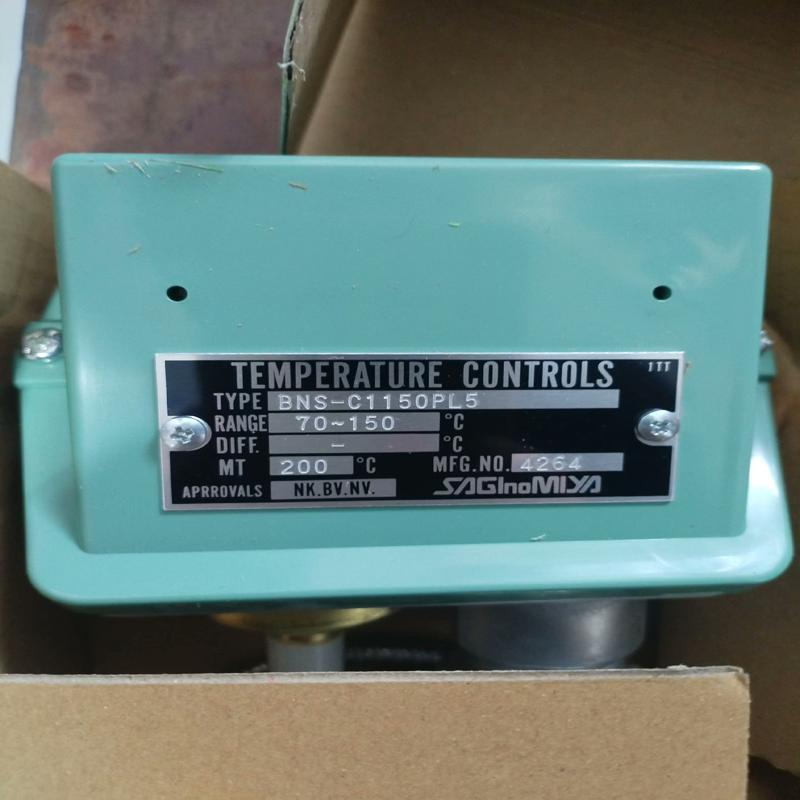 TEMPERATURE CONTROLS 1TT
TYPE BNS-C1150PL5
RANGE 70~150 °C
DIFF. - °C
MT 200 °C MFG.NO. 4264
APRROVALS NK.BV.NV. SAGInoMIYA